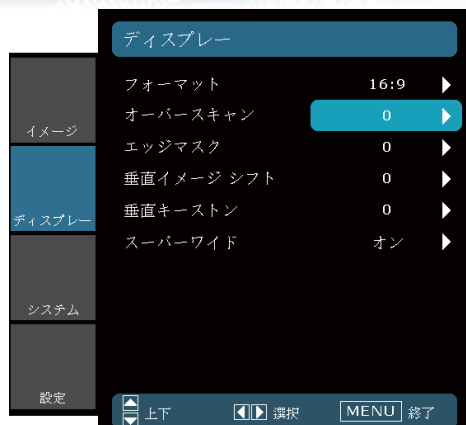 ディスプレー
フォーマット 16:9
オーバースキャン 0
エッジマスク 0
垂直イメージ シフト 0
垂直キーストン 0
スーパーワイド オン
イメージ
ディスプレー
システム
設定
上下 選択 MENU 終了